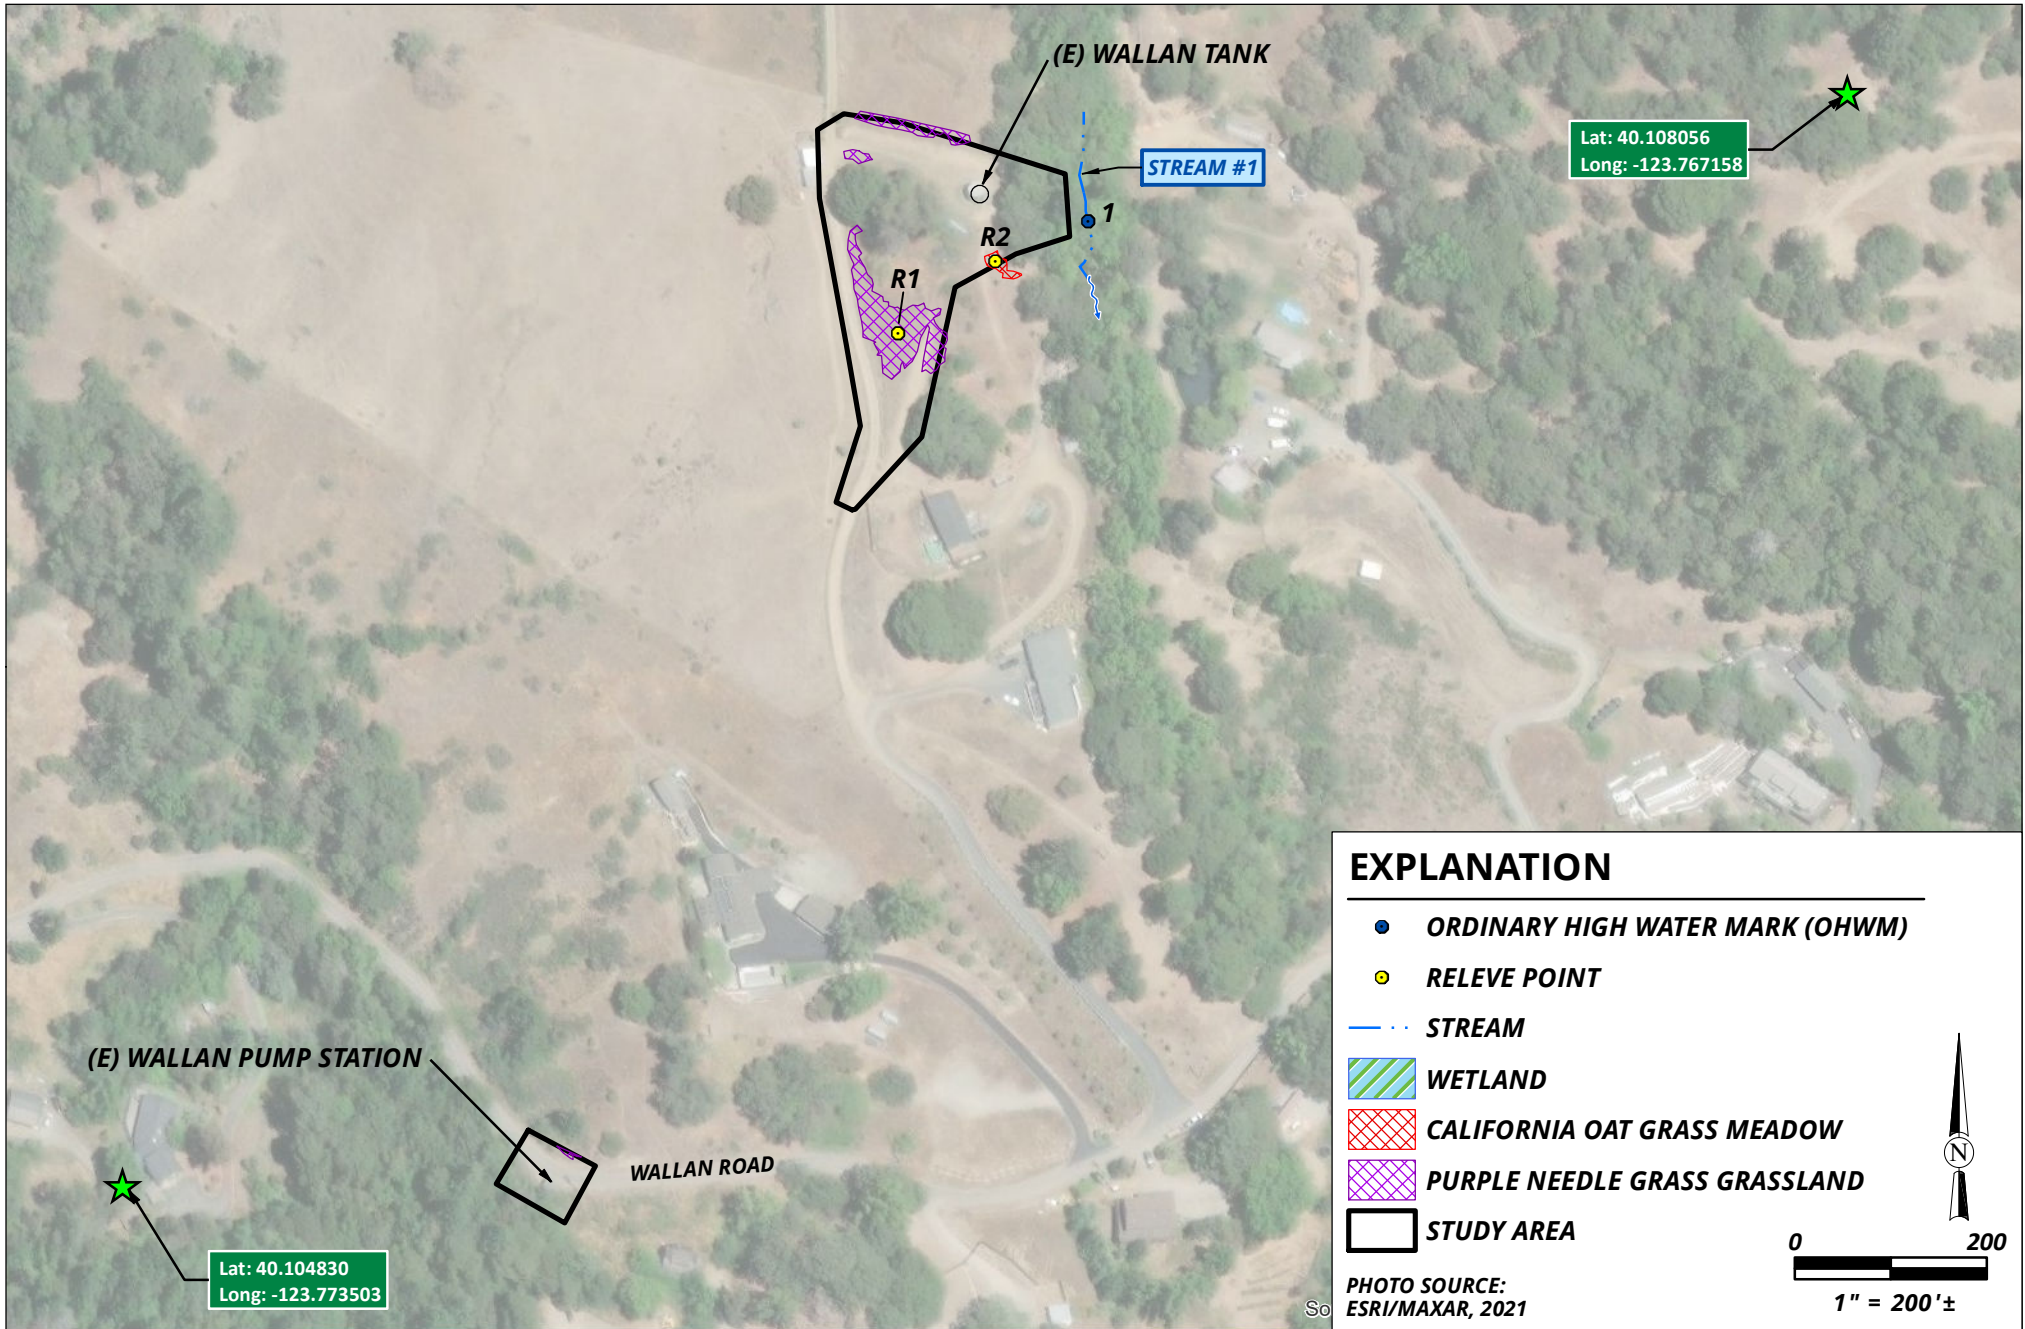 (E) WALLAN TANK
Lat: 40.108056
Long: -123.767158
STREAM #1
1
R2
R1
EXPLANATION
ORDINARY HIGH WATER MARK (OHWM)
RELEVE POINT
STREAM
WETLAND
CALIFORNIA OAT GRASS MEADOW
PURPLE NEEDLE GRASS GRASSLAND
STUDY AREA
PHOTO SOURCE:
ESRI/MAXAR, 2021
N
0 200
1" = 200'±
(E) WALLAN PUMP STATION
WALLAN ROAD
Lat: 40.104830
Long: -123.773503
So